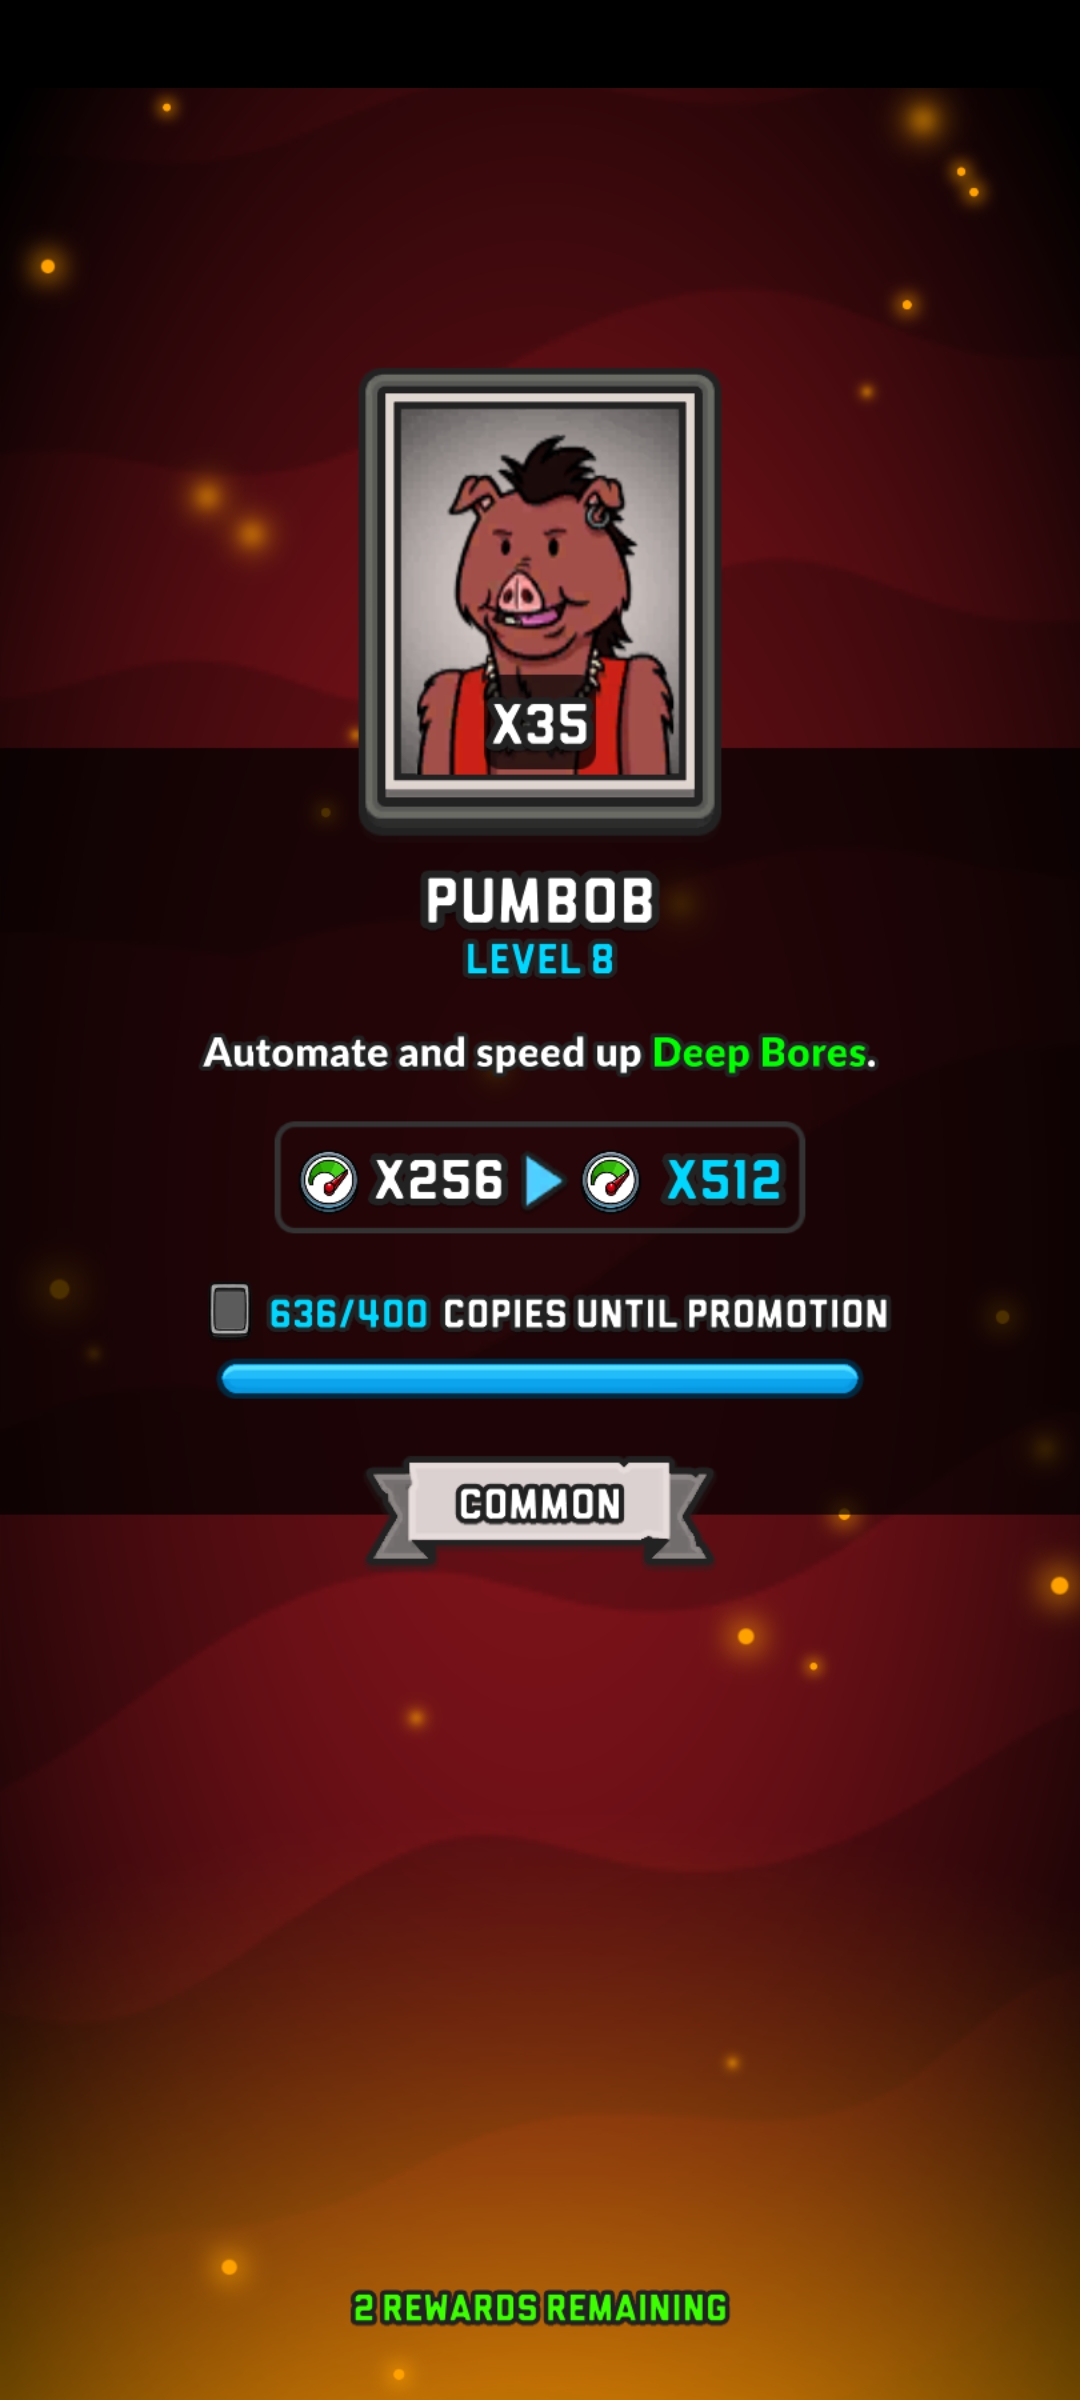 X35
PUMBOB
LEVEL 8
Automate and speed up Deep Bores.
X256 X512
636/400 COPIES UNTIL PROMOTION
COMMON
2 REWARDS REMAINING